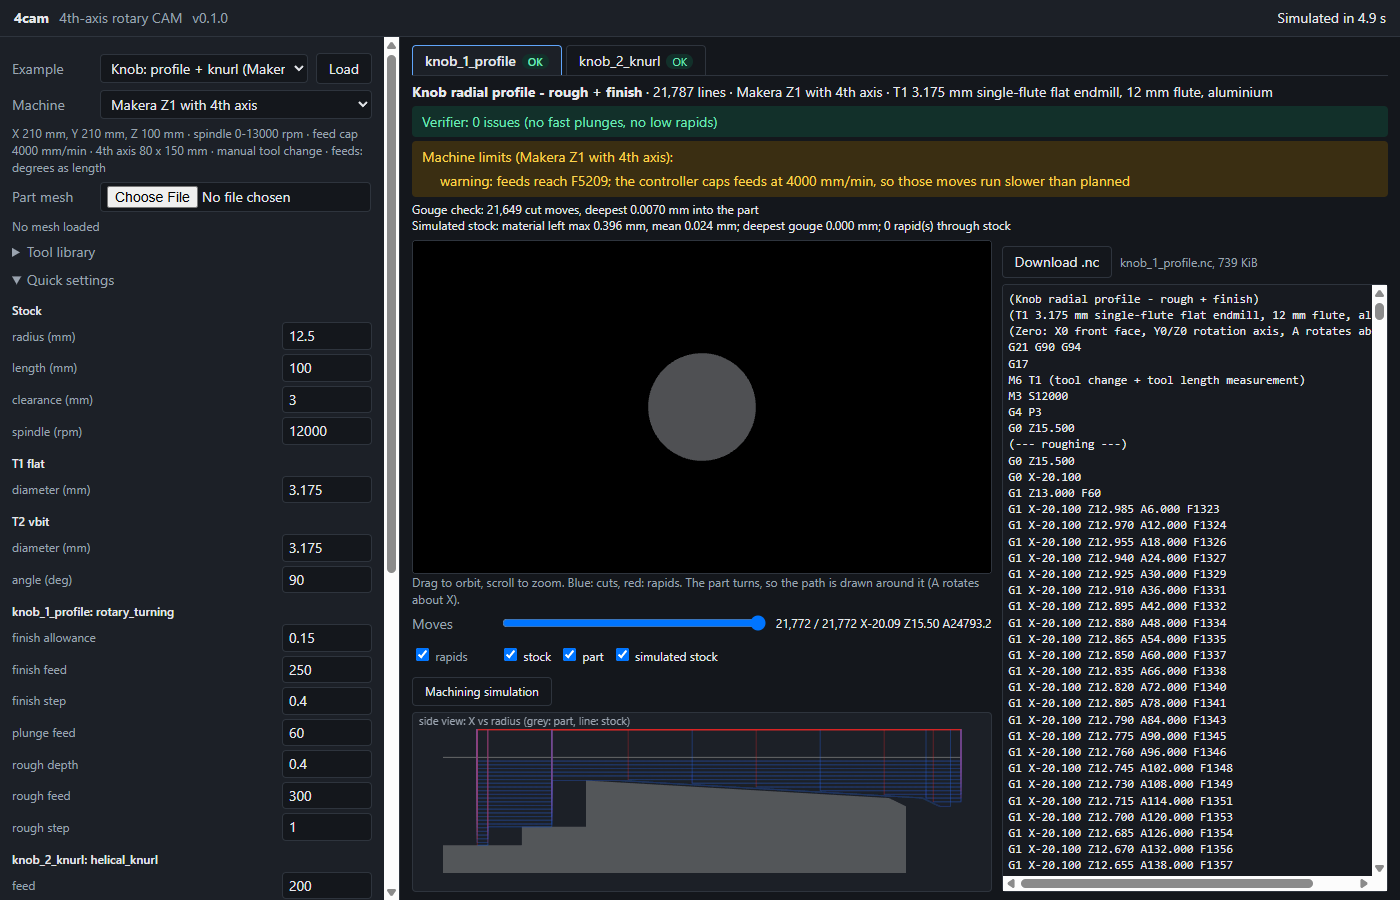 4cam 4th-axis rotary CAM v0.1.0
Simulated in 4.9 s
Example Knob: profile + knurl (Maker Load
Machine Makera Z1 with 4th axis
X 210 mm, Y 210 mm, Z 100 mm · spindle 0-13000 rpm · feed cap
4000 mm/min · 4th axis 80 x 150 mm · manual tool change · feeds:
degrees as length
Part mesh Choose File No file chosen
No mesh loaded
▶ Tool library
▼ Quick settings
Stock
radius (mm) 12.5
length (mm) 100
clearance (mm) 3
spindle (rpm) 12000
T1 flat
diameter (mm) 3.175
T2 vbit
diameter (mm) 3.175
angle (deg) 90
knob_1_profile: rotary_turning
finish allowance 0.15
finish feed 250
finish step 0.4
plunge feed 60
rough depth 0.4
rough feed 300
rough step 1
knob_2_knurl: helical_knurl
feed 200
knob_1_profile OK
knob_2_knurl OK
Knob radial profile - rough + finish · 21,787 lines · Makera Z1 with 4th axis · T1 3.175 mm single-flute flat endmill, 12 mm flute, aluminium
Verifier: 0 issues (no fast plunges, no low rapids)
Machine limits (Makera Z1 with 4th axis):
warning: feeds reach F5209; the controller caps feeds at 4000 mm/min, so those moves run slower than planned
Gouge check: 21,649 cut moves, deepest 0.0070 mm into the part
Simulated stock: material left max 0.396 mm, mean 0.024 mm; deepest gouge 0.000 mm; 0 rapid(s) through stock
Drag to orbit, scroll to zoom. Blue: cuts, red: rapids. The part turns, so the path is drawn around it (A rotates
about X).
Moves 21,772 / 21,772 X-20.09 Z15.50 A24793.2
rapids stock part simulated stock
Machining simulation
side view: X vs radius (grey: part, line: stock)
Download .nc knob_1_profile.nc, 739 KiB
(Knob radial profile - rough + finish)
(T1 3.175 mm single-flute flat endmill, 12 mm flute, al
(Zero: X0 front face, Y0/Z0 rotation axis, A rotates ab
G21 G90 G94
G17
M6 T1 (tool change + tool length measurement)
M3 S12000
G4 P3
G0 Z15.500
(--- roughing ---)
G0 Z15.500
G0 X-20.100
G1 Z13.000 F60
G1 X-20.100 Z12.985 A6.000 F1323
G1 X-20.100 Z12.970 A12.000 F1324
G1 X-20.100 Z12.955 A18.000 F1326
G1 X-20.100 Z12.940 A24.000 F1327
G1 X-20.100 Z12.925 A30.000 F1329
G1 X-20.100 Z12.910 A36.000 F1331
G1 X-20.100 Z12.895 A42.000 F1332
G1 X-20.100 Z12.880 A48.000 F1334
G1 X-20.100 Z12.865 A54.000 F1335
G1 X-20.100 Z12.850 A60.000 F1337
G1 X-20.100 Z12.835 A66.000 F1338
G1 X-20.100 Z12.820 A72.000 F1340
G1 X-20.100 Z12.805 A78.000 F1341
G1 X-20.100 Z12.790 A84.000 F1343
G1 X-20.100 Z12.775 A90.000 F1345
G1 X-20.100 Z12.760 A96.000 F1346
G1 X-20.100 Z12.745 A102.000 F1348
G1 X-20.100 Z12.730 A108.000 F1349
G1 X-20.100 Z12.715 A114.000 F1351
G1 X-20.100 Z12.700 A120.000 F1353
G1 X-20.100 Z12.685 A126.000 F1354
G1 X-20.100 Z12.670 A132.000 F1356
G1 X-20.100 Z12.655 A138.000 F1357